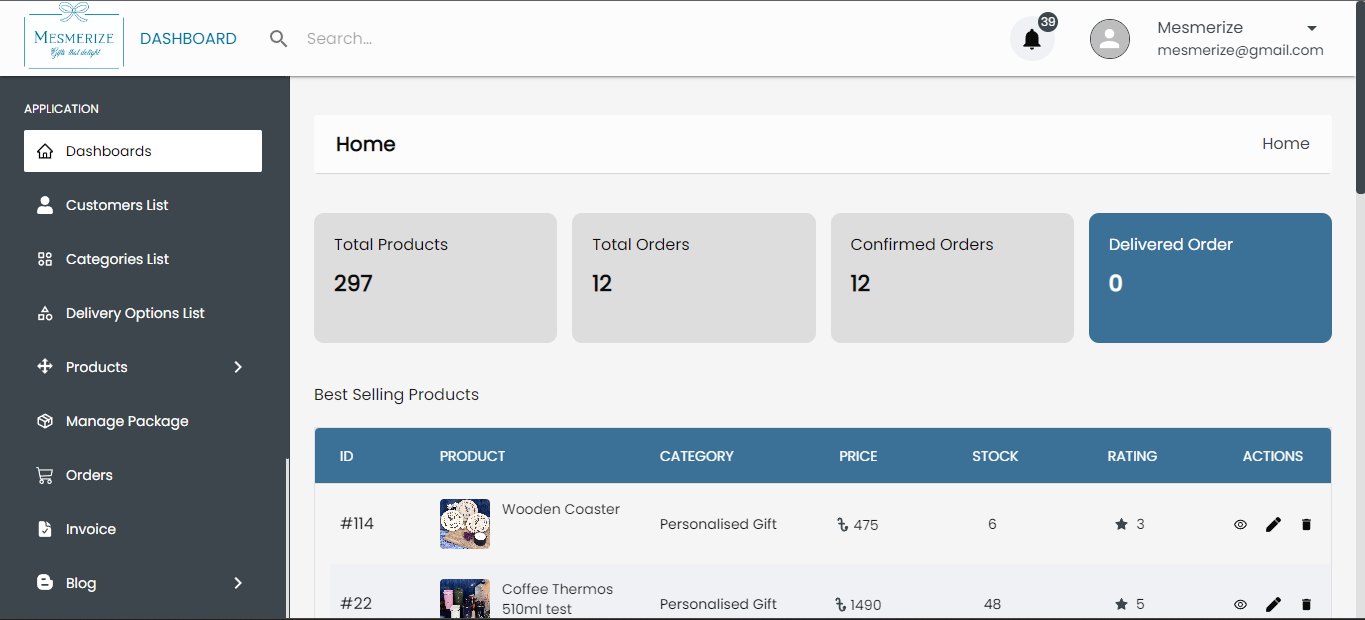 MESMERIZE
Gifts that delight
DASHBOARD
Search...
39
Mesmerize
mesmerize@gmail.com
APPLICATION
Dashboards
Customers List
Categories List
Delivery Options List
Products
Manage Package
Orders
Invoice
Blog
Home
Home
Total Products
297
Total Orders
12
Confirmed Orders
12
Delivered Order
0
Best Selling Products
ID PRODUCT CATEGORY PRICE STOCK RATING ACTIONS
#114 Wooden Coaster Personalised Gift ৳ 475 6 3
#22 Coffee Thermos
510ml test Personalised Gift ৳ 1490 48 5